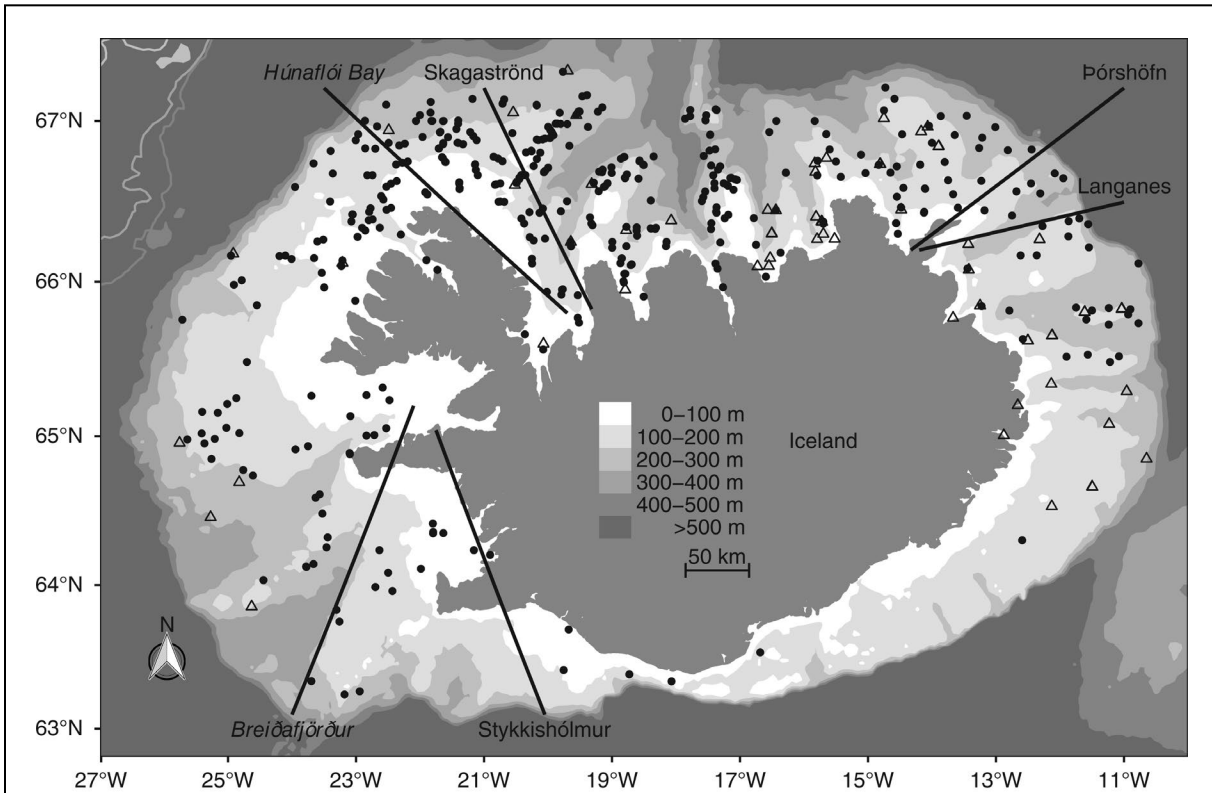 Húnaflói Bay
Skagaströnd
Þórshöfn
67°N
Langanes
66°N
0–100 m
100–200 m
Iceland
65°N
200–300 m
300–400 m
400–500 m
>500 m
50 km
64°N
N
Breiðafjörður
Stykkishólmur
63°N
27°W 25°W 23°W 21°W 19°W 17°W 15°W 13°W 11°W